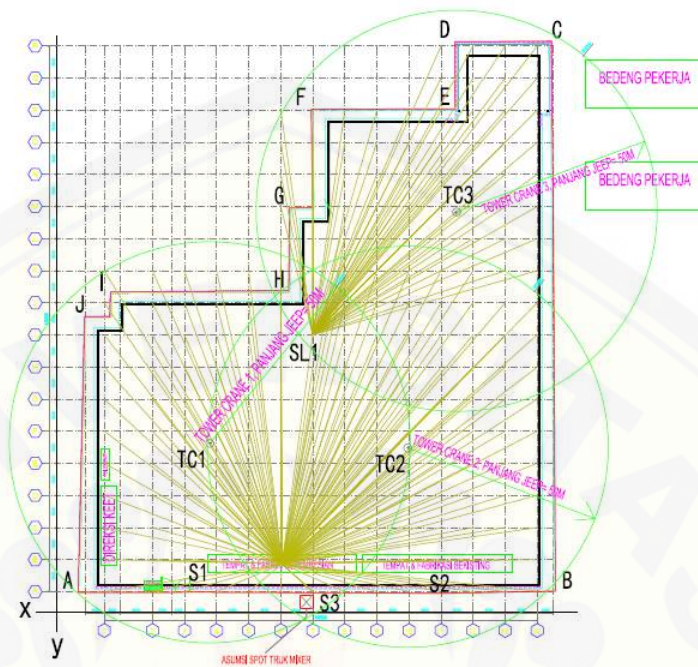 D
C
BEDENG PEKERJA
F
E
BEDENG PEKERJA
G
TC3
TOWER CRANE 3, PANJANG JEEP= 50M
I
H
J
SL1
TOWER CRANE 1, PANJANG JEEP= 50M
TC1
TC2
TOWER CRANE 2, PANJANG JEEP= 50M
DIREKSI KEET
TEMPAT & FABRIKASI BEKISTING
A
S1
S2
B
X
S3
y
ASUMSI SPOT TRUK MIXER